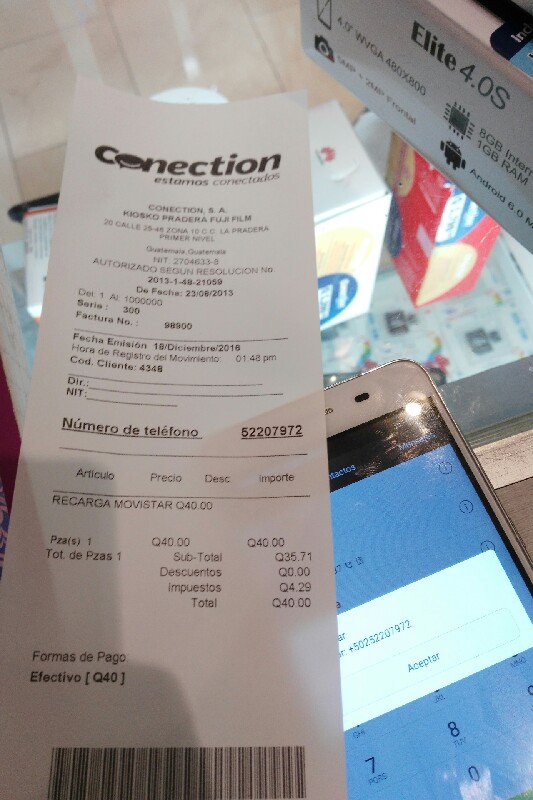 Conection
estamos conectados
CONECTION, S. A.
KIOSKO PRADERA FUJI FILM
20 CALLE 25-46 ZONA 10 C.C. LA PRADERA
PRIMER NIVEL
Guatemala,Guatemala
NIT: 2704633-8
AUTORIZADO SEGUN RESOLUCION No.
2013-1-48-21059
De Fecha: 23/08/2013
Del: 1 Al: 1000000
Serie : 300
Factura No. : 98900
Fecha Emisión 18/Diciembre/2016
Hora de Registro del Movimiento: 01:48 pm
Cod. Cliente: 4348
Dir.:
NIT:
Número de teléfono 52207972
Articulo Precio Desc Importe
RECARGA MOVISTAR Q40.00
Pza(s) 1 Q40.00 Q40.00
Tot. de Pzas 1 Sub-Total Q35.71
Descuentos Q0.00
Impuestos Q4.29
Total Q40.00
Formas de Pago:
Efectivo [ Q40 ]
Elite 4.0S
4.0" WVGA 480X800
5MP + 2MP Frontal
8GB Intern
1GB RAM
Android 6.0 M
ntactos
ar
r: +50252207972
Aceptar
GHI
JKL
MNO
7
PQRS
8
TUV
0